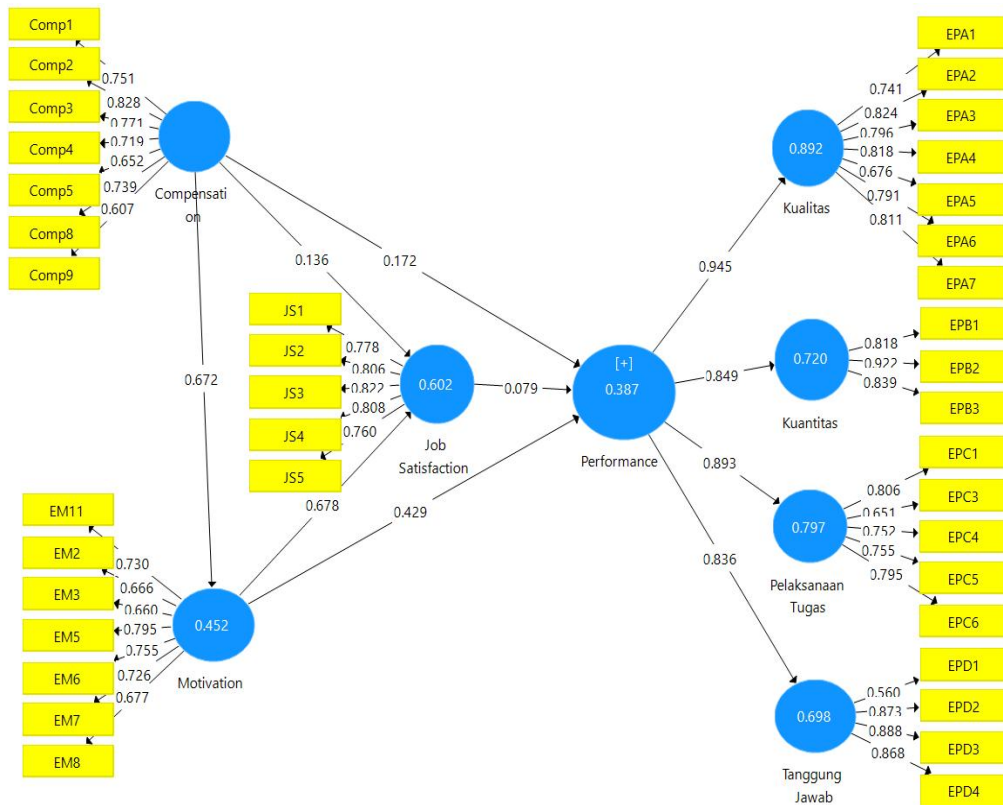 Comp1
Comp2
Comp3
Comp4
Comp5
Comp8
Comp9
0.751
0.828
0.771
0.719
0.652
0.739
0.607
Compensati
on
0.136
0.172
0.672
JS1
JS2
JS3
JS4
JS5
0.778
0.806
0.822
0.808
0.760
0.602
Job
Satisfaction
0.079
0.678
0.429
[+]
0.387
Performance
EM11
EM2
EM3
EM5
EM6
EM7
EM8
0.730
0.666
0.660
0.795
0.755
0.726
0.677
0.452
Motivation
0.945
0.849
0.893
0.836
0.892
Kualitas
0.741
0.824
0.796
0.818
0.676
0.791
0.811
EPA1
EPA2
EPA3
EPA4
EPA5
EPA6
EPA7
0.720
Kuantitas
0.818
0.922
0.839
EPB1
EPB2
EPB3
0.797
Pelaksanaan
Tugas
0.806
0.651
0.752
0.755
0.795
EPC1
EPC3
EPC4
EPC5
EPC6
0.698
Tanggung
Jawab
0.560
0.873
0.888
0.868
EPD1
EPD2
EPD3
EPD4